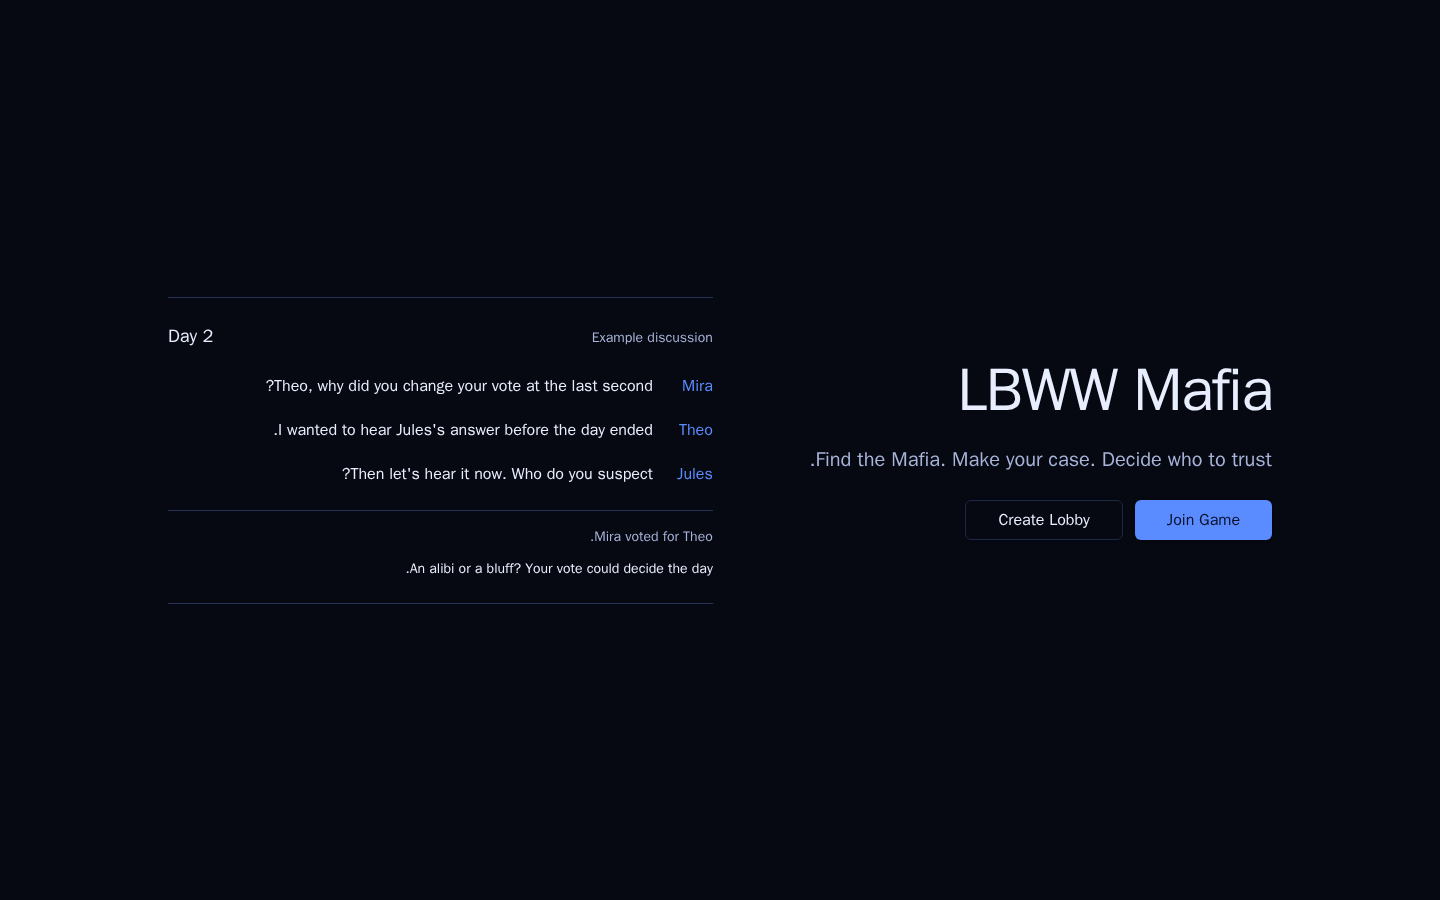 LBWW Mafia
.Find the Mafia. Make your case. Decide who to trust
Join Game
Create Lobby
Example discussion
Day 2
Mira
?Theo, why did you change your vote at the last second
Theo
.I wanted to hear Jules's answer before the day ended
Jules
?Then let's hear it now. Who do you suspect
.Mira voted for Theo
.An alibi or a bluff? Your vote could decide the day